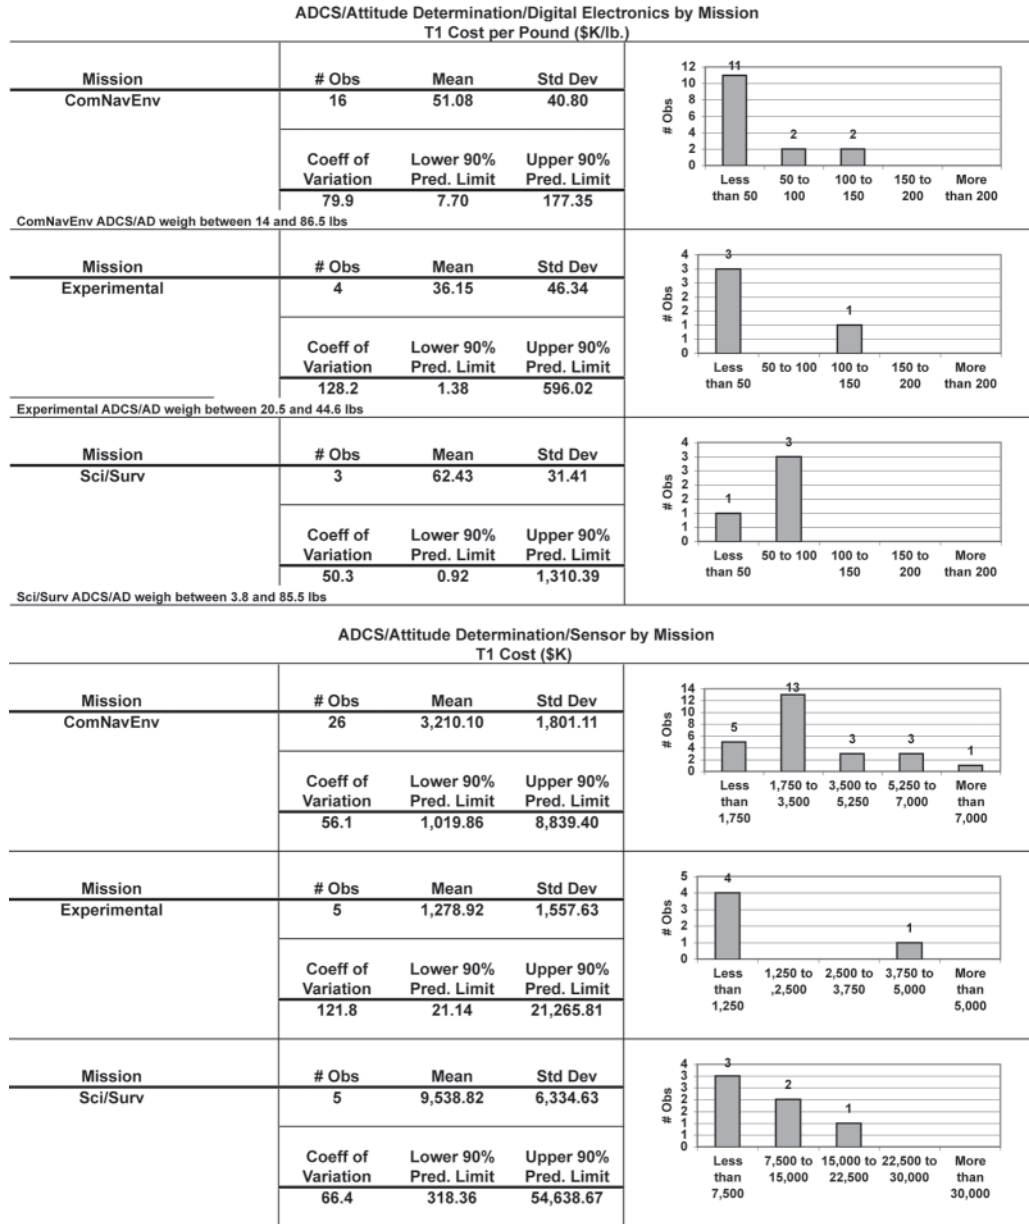 ADCS/Attitude Determination/Digital Electronics by Mission
T1 Cost per Pound ($K/lb.)
Mission # Obs Mean Std Dev
ComNavEnv 16 51.08 40.80
Coeff of Lower 90% Upper 90%
Variation Pred. Limit Pred. Limit
79.9 7.70 177.35
ComNavEnv ADCS/AD weigh between 14 and 86.5 lbs
# Obs
12
10
8
6
4
2
0
11 2 2
Less 50 to 100 to 150 to More
than 50 100 150 200 than 200
Mission # Obs Mean Std Dev
Experimental 4 36.15 46.34
Coeff of Lower 90% Upper 90%
Variation Pred. Limit Pred. Limit
128.2 1.38 596.02
Experimental ADCS/AD weigh between 20.5 and 44.6 lbs
# Obs
4
3
3
2
2
1
1
0
3 1
Less 50 to 100 100 to 150 to More
than 50 150 200 than 200
Mission # Obs Mean Std Dev
Sci/Surv 3 62.43 31.41
Coeff of Lower 90% Upper 90%
Variation Pred. Limit Pred. Limit
50.3 0.92 1,310.39
Sci/Surv ADCS/AD weigh between 3.8 and 85.5 lbs
# Obs
4
3
3
2
2
1
1
0
1 3
Less 50 to 100 100 to 150 to More
than 50 150 200 than 200
ADCS/Attitude Determination/Sensor by Mission
T1 Cost ($K)
Mission # Obs Mean Std Dev
ComNavEnv 26 3,210.10 1,801.11
Coeff of Lower 90% Upper 90%
Variation Pred. Limit Pred. Limit
56.1 1,019.86 8,839.40
# Obs
14
12
10
8
6
4
2
0
5 13 3 3 1
Less 1,750 to 3,500 to 5,250 to More
than 3,500 5,250 7,000 than
1,750 7,000
Mission # Obs Mean Std Dev
Experimental 5 1,278.92 1,557.63
Coeff of Lower 90% Upper 90%
Variation Pred. Limit Pred. Limit
121.8 21.14 21,265.81
# Obs
5
4
3
2
1
0
4 1
Less 1,250 to 2,500 to 3,750 to More
than ,2,500 3,750 5,000 than
1,250 5,000
Mission # Obs Mean Std Dev
Sci/Surv 5 9,538.82 6,334.63
Coeff of Lower 90% Upper 90%
Variation Pred. Limit Pred. Limit
66.4 318.36 54,638.67
# Obs
4
3
3
2
2
1
1
0
3 2 1
Less 7,500 to 15,000 to 22,500 to More
than 15,000 22,500 30,000 than
7,500 30,000